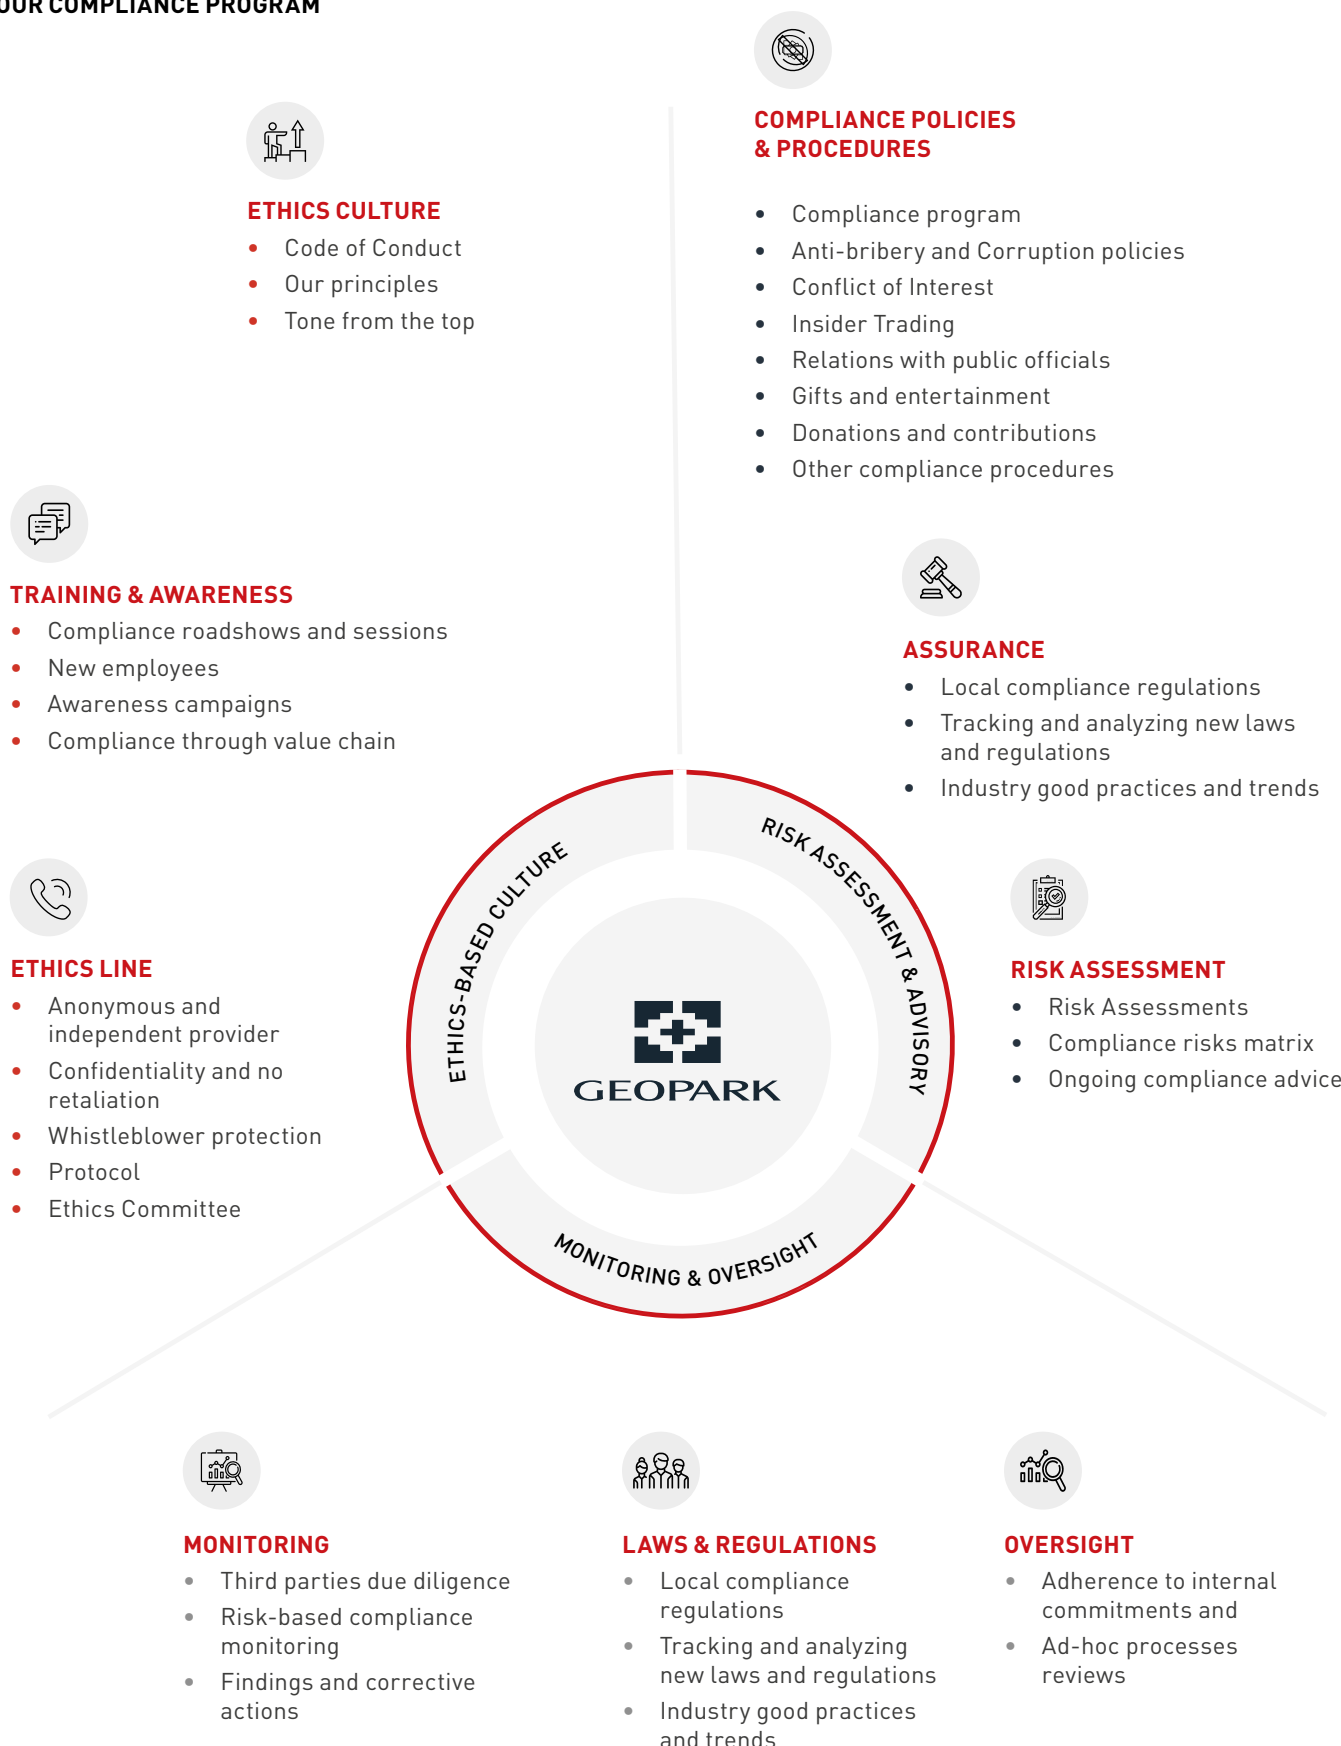 OUR COMPLIANCE PROGRAM
ETHICS CULTURE
• Code of Conduct
• Our principles
• Tone from the top
COMPLIANCE POLICIES
& PROCEDURES
• Compliance program
• Anti-bribery and Corruption policies
• Conflict of Interest
• Insider Trading
• Relations with public officials
• Gifts and entertainment
• Donations and contributions
• Other compliance procedures
TRAINING & AWARENESS
• Compliance roadshows and sessions
• New employees
• Awareness campaigns
• Compliance through value chain
ASSURANCE
• Local compliance regulations
• Tracking and analyzing new laws
and regulations
• Industry good practices and trends
ETHICS LINE
• Anonymous and
independent provider
• Confidentiality and no
retaliation
• Whistleblower protection
• Protocol
• Ethics Committee
ETHICS-BASED CULTURE
RISK ASSESSMENT & ADVISORY
GEOPARK
MONITORING & OVERSIGHT
RISK ASSESSMENT
• Risk Assessments
• Compliance risks matrix
• Ongoing compliance advice
MONITORING
• Third parties due diligence
• Risk-based compliance
monitoring
• Findings and corrective
actions
LAWS & REGULATIONS
• Local compliance
regulations
• Tracking and analyzing
new laws and regulations
• Industry good practices
and trends
OVERSIGHT
• Adherence to internal
commitments and
• Ad-hoc processes
reviews